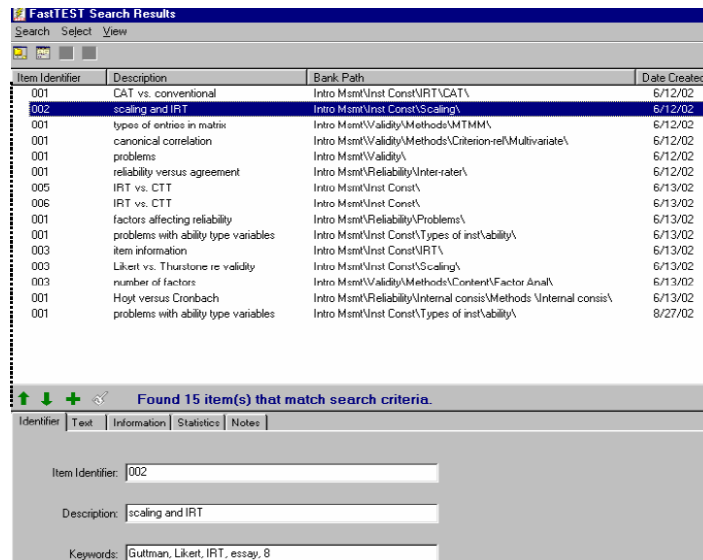 FastTEST Search Results
Search Select View
Item Identifier Description Bank Path Date Created
001 CAT vs. conventional Intro Msmt\Inst Const\IRT\CAT\ 6/12/02
002 scaling and IRT Intro Msmt\Inst Const\Scaling\ 6/12/02
001 types of entries in matrix Intro Msmt\Validity\Methods\MTMM\ 6/12/02
001 canonical correlation Intro Msmt\Validity\Methods\Criterion-rel\Multivariate\ 6/12/02
001 problems Intro Msmt\Validity\ 6/12/02
001 reliability versus agreement Intro Msmt\Reliability\Inter-rater\ 6/12/02
005 IRT vs. CTT Intro Msmt\Inst Const\ 6/13/02
006 IRT vs. CTT Intro Msmt\Inst Const\ 6/13/02
001 factors affecting reliability Intro Msmt\Reliability\Problems\ 6/13/02
001 problems with ability type variables Intro Msmt\Inst Const\Types of inst\ability\ 6/13/02
003 item information Intro Msmt\Inst Const\IRT\ 6/13/02
003 Likert vs. Thurstone re validity Intro Msmt\Inst Const\Scaling\ 6/13/02
003 number of factors Intro Msmt\Validity\Methods\Content\Factor Anal\ 6/13/02
001 Hoyt versus Cronbach Intro Msmt\Reliability\Internal consis\Methods \Internal consis\ 6/13/02
001 problems with ability type variables Intro Msmt\Inst Const\Types of inst\ability\ 8/27/02
Found 15 item(s) that match search criteria.
Identifier Text Information Statistics Notes
Item Identifier: 002
Description: scaling and IRT
Keywords: Guttman, Likert, IRT, essay, 8